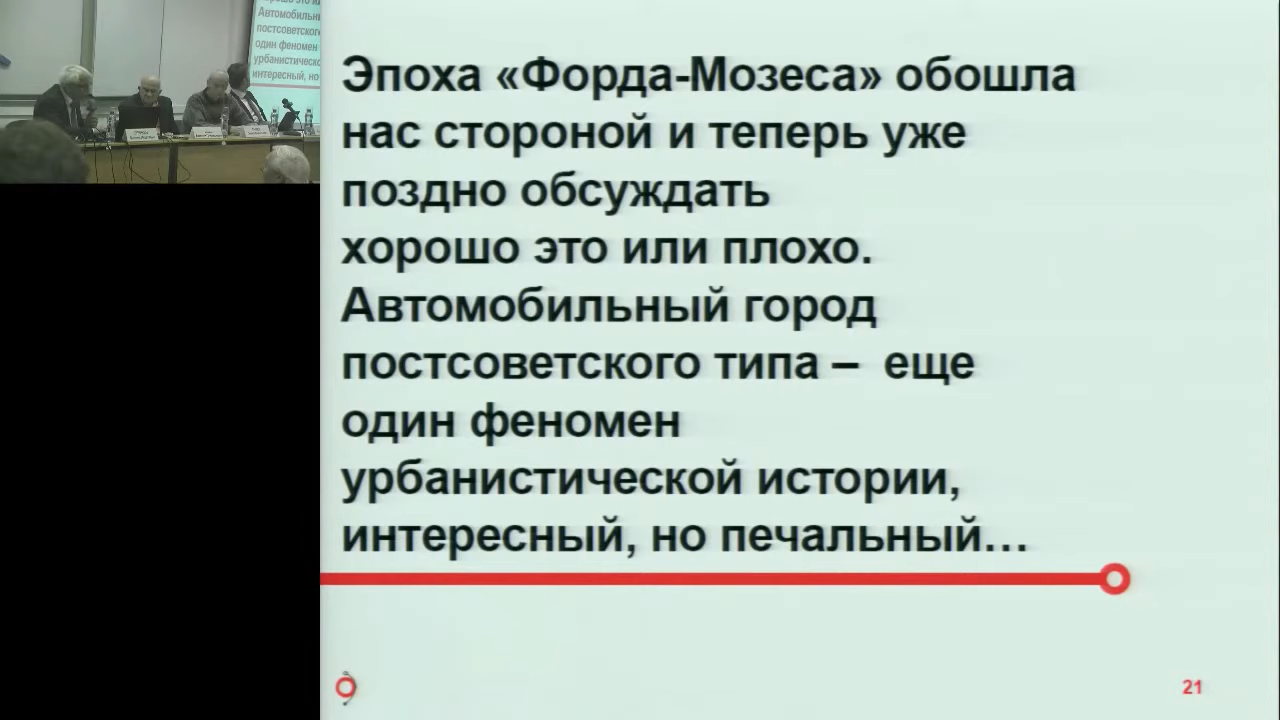 Эпоха «Форда-Мозеса» обошла
нас стороной и теперь уже
поздно обсуждать
хорошо это или плохо.
Автомобильный город
постсоветского типа – еще
один феномен
урбанистической истории,
интересный, но печальный…
21